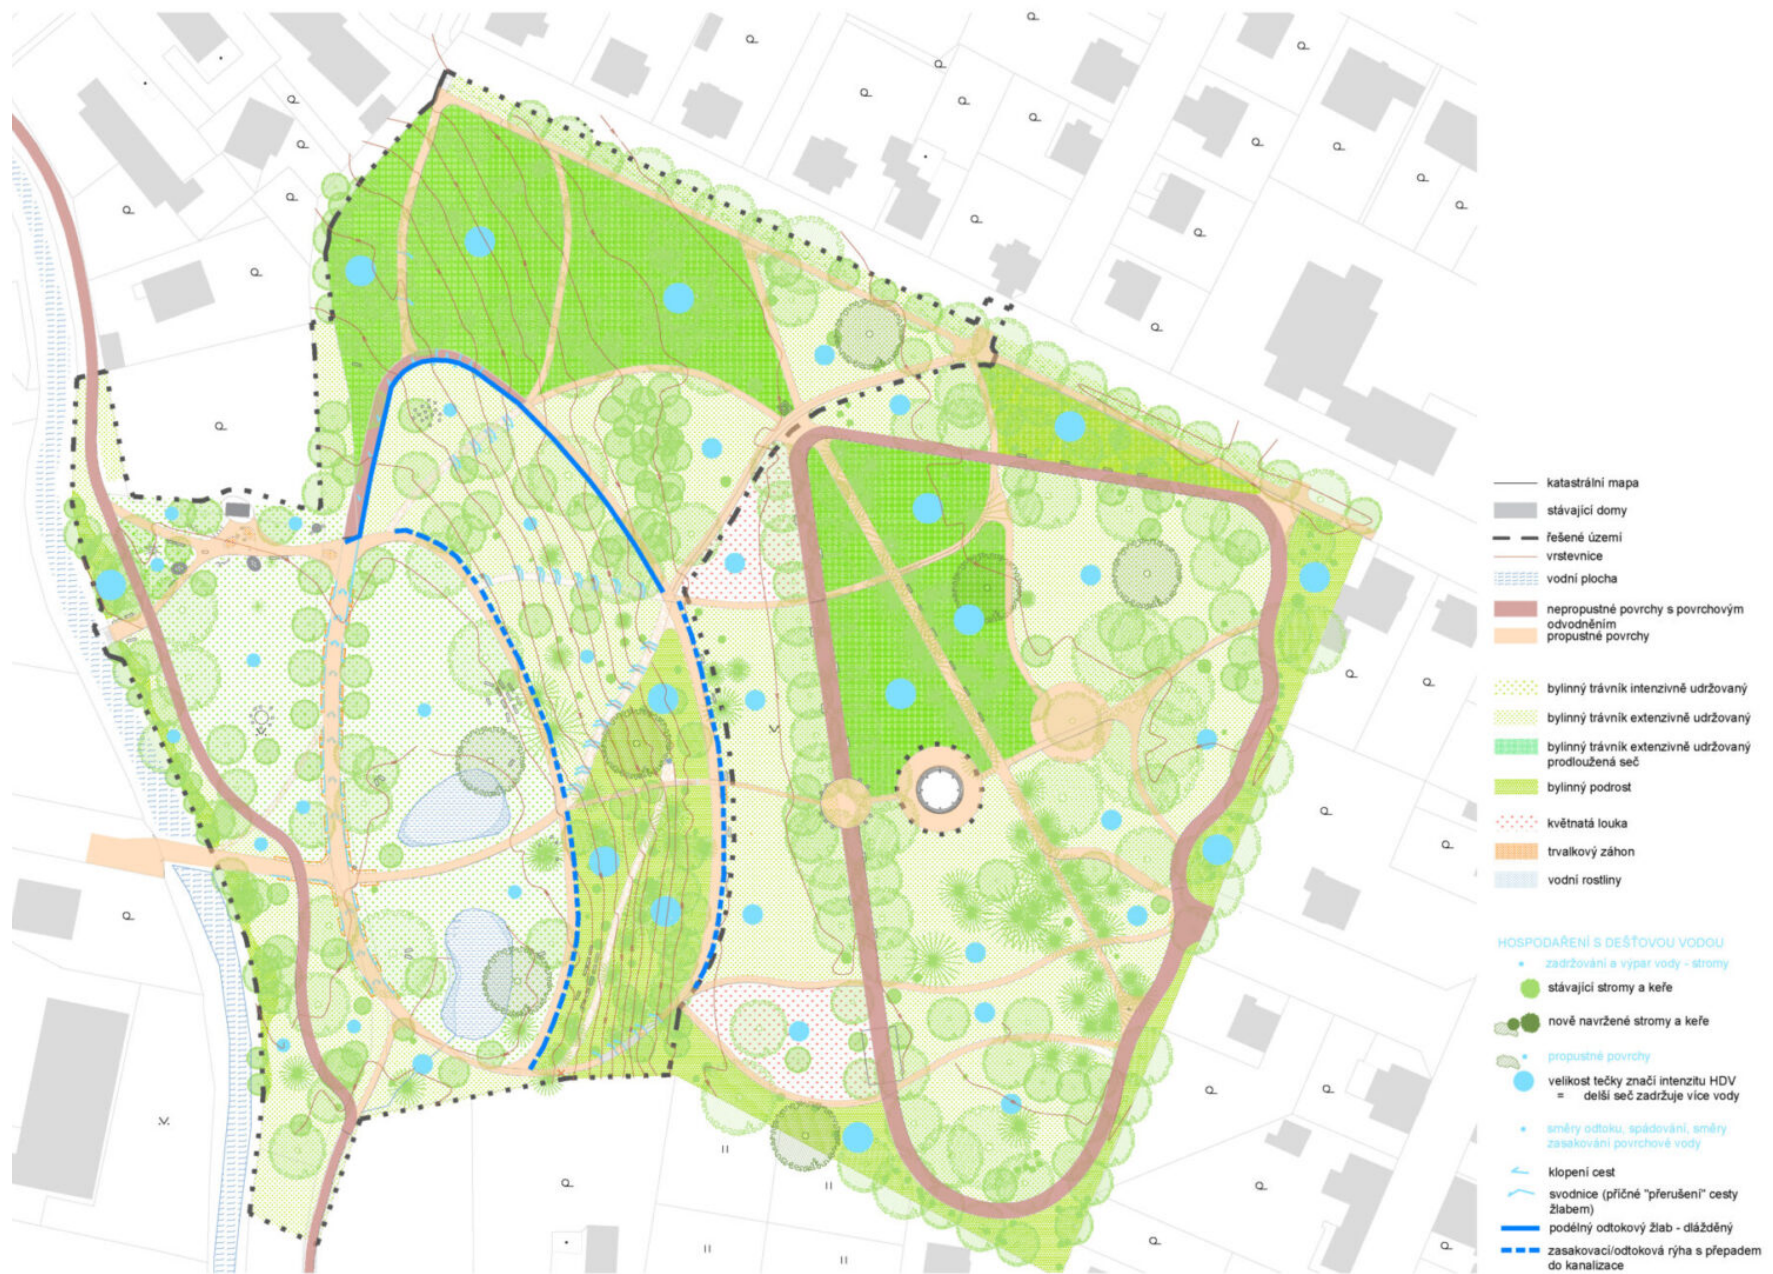 katastrální mapa
stávající domy
řešené území
vrstevnice
vodní plocha
nepropustné povrchy s povrchovým
odvodněním
propustné povrchy
bylinný trávník intenzivně udržovaný
bylinný trávník extenzivně udržovaný
bylinný trávník extenzivně udržovaný
prodloužená seč
bylinný podrost
květnatá louka
trvalkový záhon
vodní rostliny
HOSPODAŘENÍ S DEŠŤOVOU VODOU
zadržování a výpar vody - stromy
stávající stromy a keře
nově navržené stromy a keře
propustné povrchy
velikost tečky značí intenzitu HDV
= delší seč zadržuje více vody
směry odtoku, spádování, směry
zasakování povrchové vody
klopení cest
svodnice (příčné "přerušení" cesty
žlabem)
podélný odtokový žlab - dlážděný
zasakovací/odtoková rýha s přepadem
do kanalizace